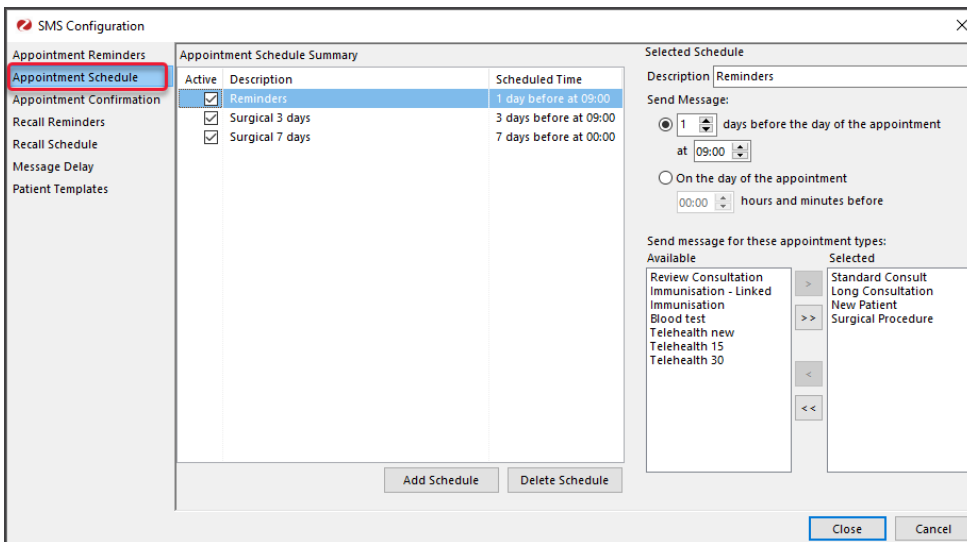 SMS Configuration
Appointment Reminders
Appointment Schedule
Appointment Confirmation
Recall Reminders
Recall Schedule
Message Delay
Patient Templates
Appointment Schedule Summary
Active Description Scheduled Time
Reminders 1 day before at 09:00
Surgical 3 days 3 days before at 09:00
Surgical 7 days 7 days before at 00:00
Add Schedule Delete Schedule
Selected Schedule
Description Reminders
Send Message:
1 days before the day of the appointment
at 09:00
On the day of the appointment
00:00 hours and minutes before
Send message for these appointment types:
Available Selected
Review Consultation
Immunisation - Linked
Immunisation
Blood test
Telehealth new
Telehealth 15
Telehealth 30
>
>>
<
<<
Standard Consult
Long Consultation
New Patient
Surgical Procedure
Close Cancel